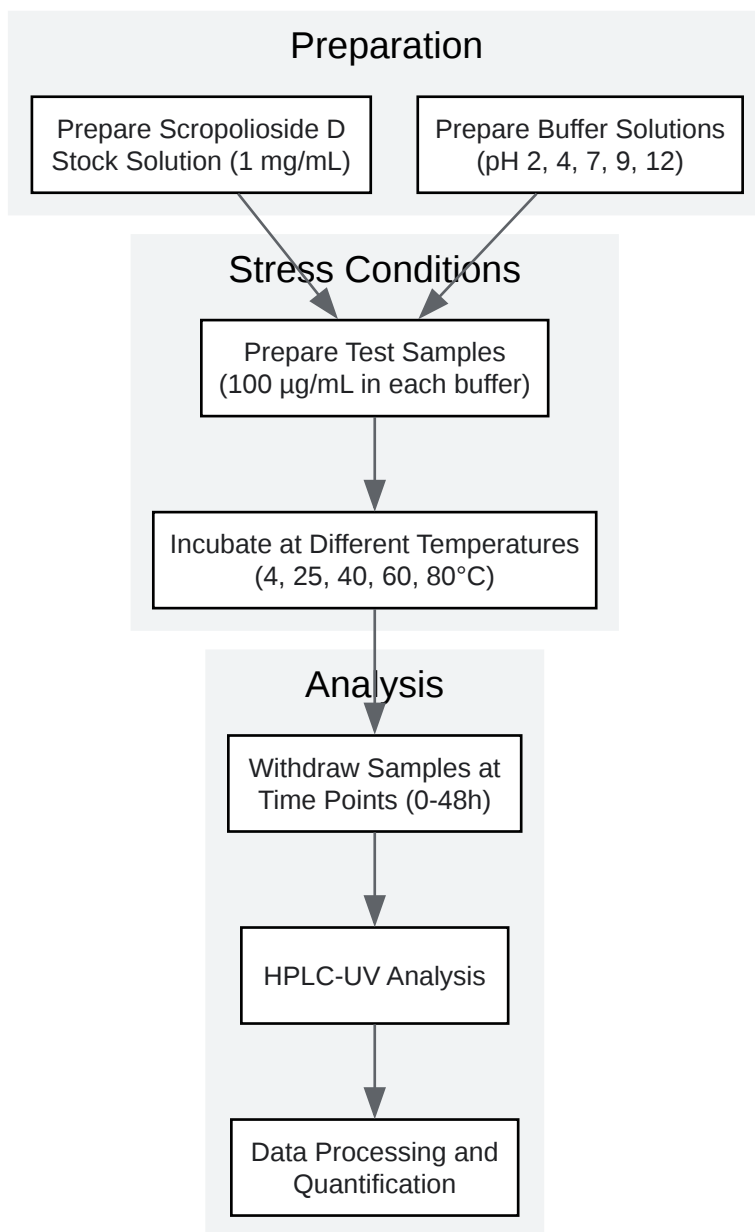 Preparation
Prepare Scropolioside D
Stock Solution (1 mg/mL)
Prepare Buffer Solutions
(pH 2, 4, 7, 9, 12)
Stress Conditions
Prepare Test Samples
(100 µg/mL in each buffer)
Incubate at Different Temperatures
(4, 25, 40, 60, 80°C)
Analysis
Withdraw Samples at
Time Points (0-48h)
HPLC-UV Analysis
Data Processing and
Quantification